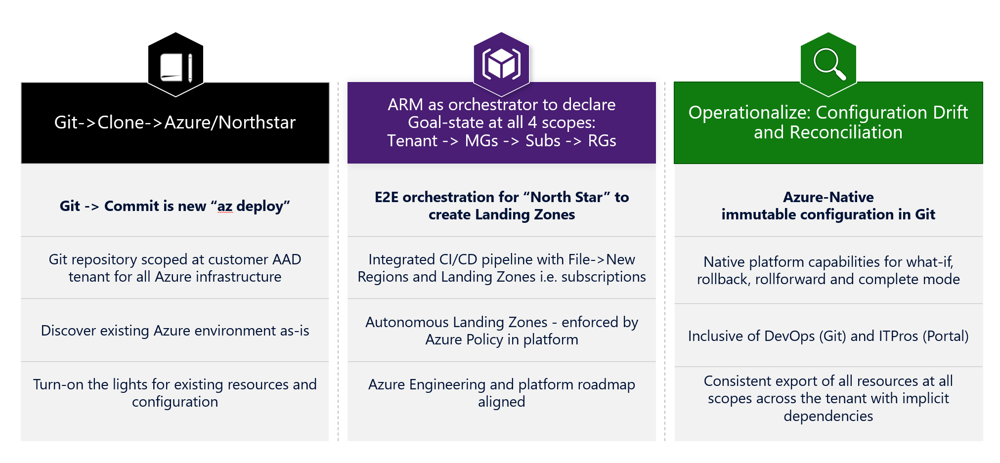 Git->Clone->Azure/Northstar
Git -> Commit is new “az deploy”
Git repository scoped at customer AAD
tenant for all Azure infrastructure
Discover existing Azure environment as-is
Turn-on the lights for existing resources and
configuration
ARM as orchestrator to declare
Goal-state at all 4 scopes:
Tenant -> MGs -> Subs -> RGs
E2E orchestration for “North Star” to
create Landing Zones
Integrated CI/CD pipeline with File->New
Regions and Landing Zones i.e. subscriptions
Autonomous Landing Zones - enforced by
Azure Policy in platform
Azure Engineering and platform roadmap
aligned
Operationalize: Configuration Drift
and Reconciliation
Azure-Native
immutable configuration in Git
Native platform capabilities for what-if,
rollback, rollforward and complete mode
Inclusive of DevOps (Git) and ITPros (Portal)
Consistent export of all resources at all
scopes across the tenant with implicit
dependencies